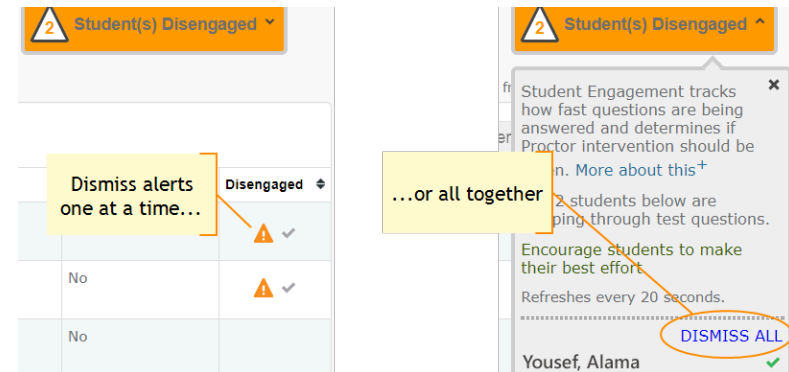 2 Student(s) Disengaged
Dismiss alerts
one at a time...
Disengaged
No
No
2 Student(s) Disengaged
...or all together
Student Engagement tracks
how fast questions are being
answered and determines if
Proctor intervention should be
More about this+
2 students below are
through test questions.
Encourage students to make
their best effort
Refreshes every 20 seconds.
DISMISS ALL
Yousef, Alama